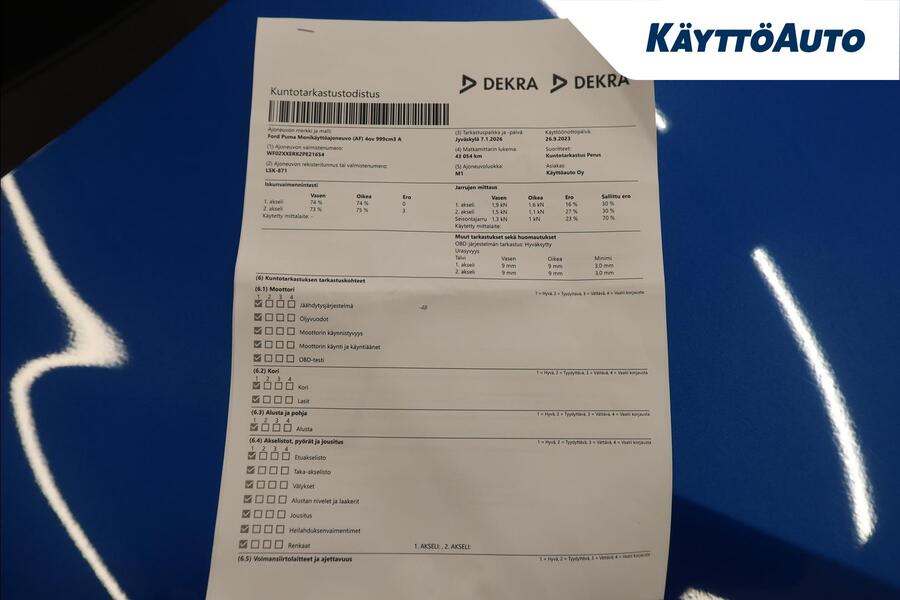 KÄYTTÖAUTO
DEKRA DEKRA
Kuntotarkastustodistus
Ajoneuvon merkki ja malli:
Ford Puma Monikäyttöajoneuvo (AF) 4ov 999cm3 A
(1) Ajoneuvon valmistenumero:
WF02XXERK2PE21654
(2) Ajoneuvon rekisteritunnus tai valmistenumero:
LSK-871
(3) Tarkastuspaikka ja -päivä:
Jyväskylä 7.1.2026
(4) Matkamittarin lukema:
43 054 km
(5) Ajoneuvoluokka:
M1
Käyttöönottopäivä:
26.9.2023
Suoritteet:
Kuntotarkastus Perus
Asiakas:
Käyttöauto Oy
Iskunvaimennintesti
Vasen Oikea Ero
1. akseli 74 % 74 % 0
2. akseli 73 % 75 % 3
Käytetty mittalaite: -
Jarrujen mittaus
Vasen Oikea Ero Sallittu ero
1. akseli 1,9 kN 1,6 kN 16 % 30 %
2. akseli 1,5 kN 1,1 kN 27 % 30 %
Seisontajarru 1,3 kN 1 kN 23 % 70 %
Käytetty mittalaite:
Muut tarkastukset sekä huomautukset
OBD-järjestelmän tarkastus: Hyväksytty
Urasyvyys
Talvi Vasen Oikea Minimi
1. akseli 9 mm 9 mm 3,0 mm
2. akseli 9 mm 9 mm 3,0 mm
(6) Kuntotarkastuksen tarkastuskohteet
(6.1) Moottori 1 = Hyvä, 2 = Tyydyttävä, 3 = Välttävä, 4 = Vaatii korjausta
1 2 3 4
Jäähdytysjärjestelmä -48
Öljyvuodot
Moottorin käynnistyvyys
Moottorin käynti ja käyntiäänet
OBD-testi
(6.2) Kori 1 = Hyvä, 2 = Tyydyttävä, 3 = Välttävä, 4 = Vaatii korjausta
1 2 3 4
Kori
Lasit
(6.3) Alusta ja pohja 1 = Hyvä, 2 = Tyydyttävä, 3 = Välttävä, 4 = Vaatii korjausta
1 2 3 4
Alusta
(6.4) Akselistot, pyörät ja jousitus 1 = Hyvä, 2 = Tyydyttävä, 3 = Välttävä, 4 = Vaatii korjausta
1 2 3 4
Etuakselisto
Taka-akselisto
Välykset
Alustan nivelet ja laakerit
Jousitus
Heilahduksenvaimentimet
Renkaat 1. AKSELI: , 2. AKSELI:
(6.5) Voimansiirtolaitteet ja ajettavuus 1 = Hyvä, 2 = Tyydyttävä, 3 = Välttävä, 4 = Vaatii korjausta